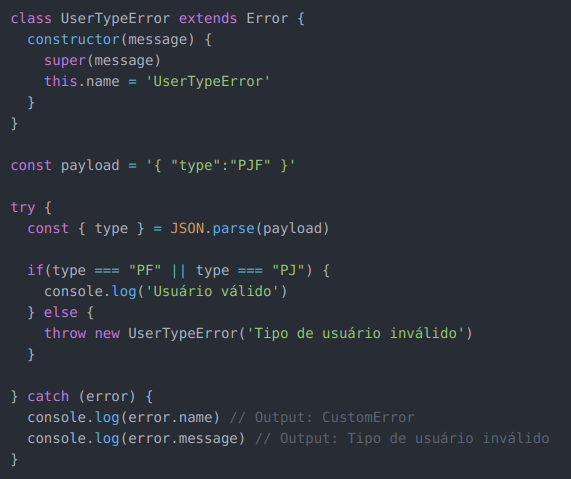 class UserTypeError extends Error {
  constructor(message) {
    super(message)
    this.name = 'UserTypeError'
  }
}

const payload = '{ "type":"PJF" }'

try {
  const { type } = JSON.parse(payload)

  if(type === "PF" || type === "PJ") {
    console.log('Usuário válido')
  } else {
    throw new UserTypeError('Tipo de usuário inválido')
  }

} catch (error) {
  console.log(error.name) // Output: CustomError
  console.log(error.message) // Output: Tipo de usuário inválido
}